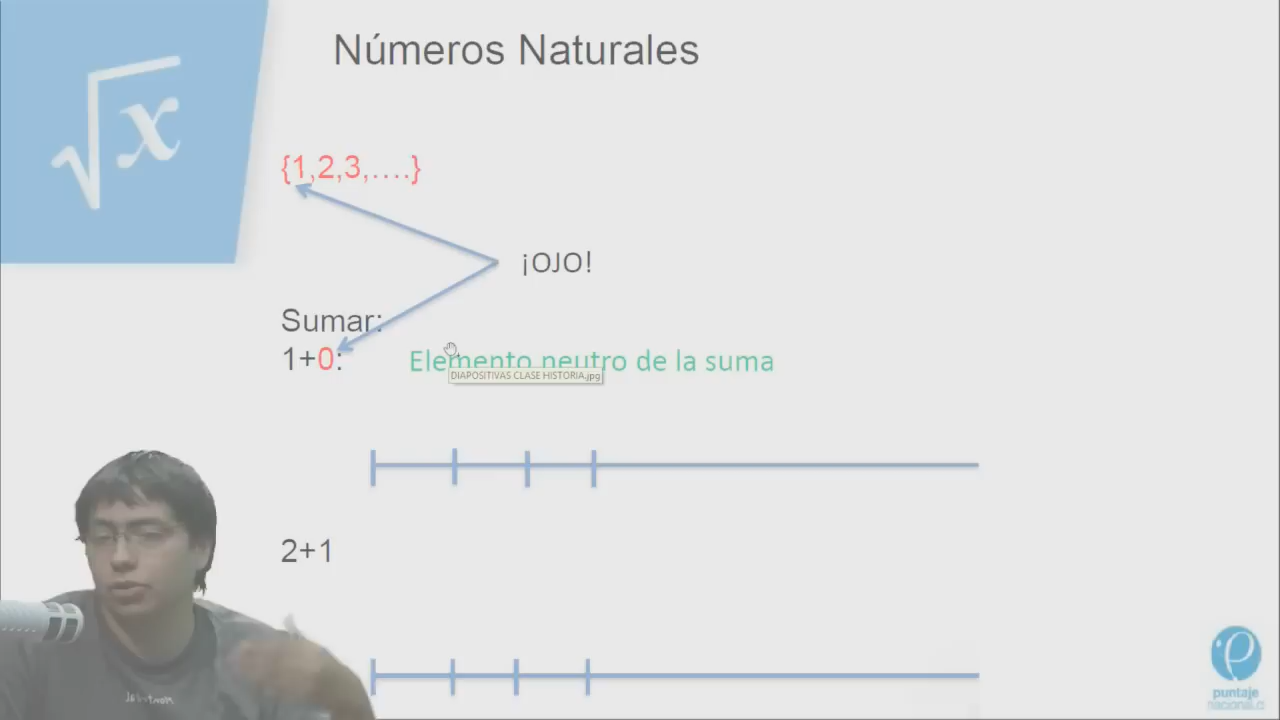 Números Naturales
√x
{1,2,3,….}
¡OJO!
Sumar:
1+0:
Elemento neutro de la suma
DIAPOSITIVAS CLASE HISTORIA.jpg
2+1
puntaje
nacional.cl